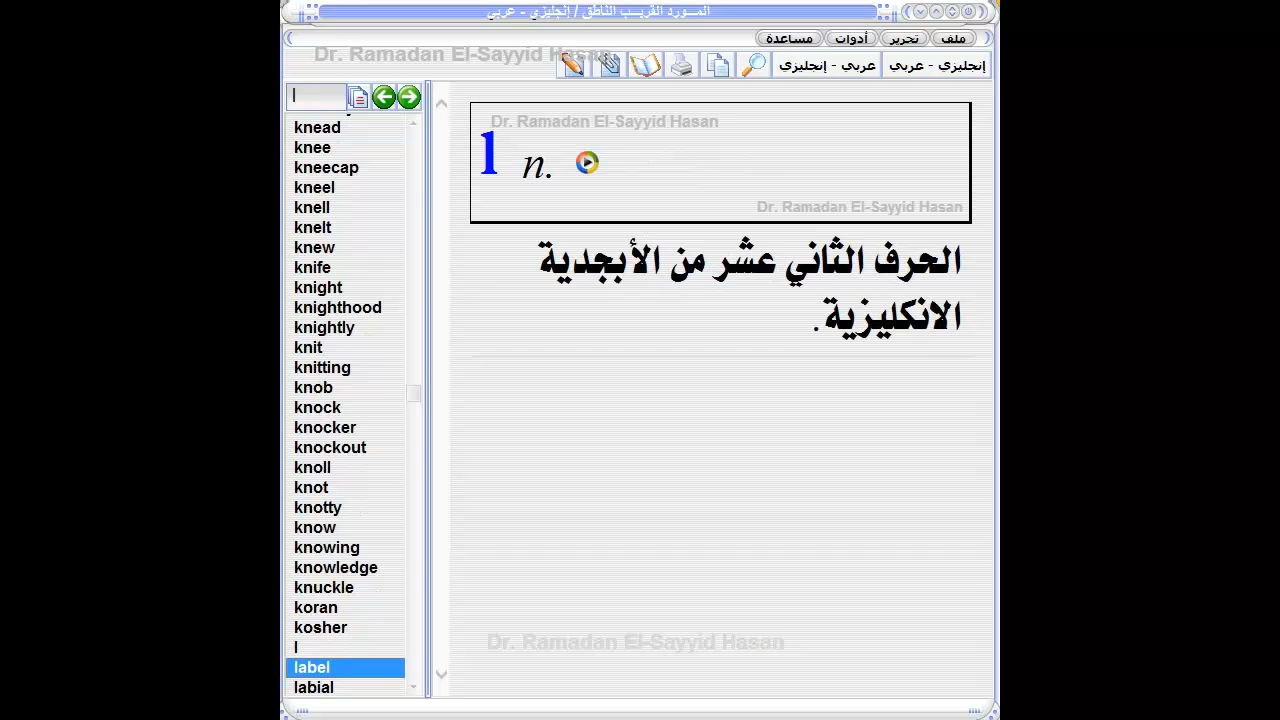 المـــورد القريـــب الناطق / إنجليزي - عربي
ملف تحرير أدوات مساعدة
Dr. Ramadan El-Sayyid Hasan
إنجليزي - عربي عربي - إنجليزي
l
knead
knee
kneecap
kneel
knell
knelt
knew
knife
knight
knighthood
knightly
knit
knitting
knob
knock
knocker
knockout
knoll
knot
knotty
know
knowing
knowledge
knuckle
koran
kosher
l
label
labial
Dr. Ramadan El-Sayyid Hasan
l n.
Dr. Ramadan El-Sayyid Hasan
الحرف الثاني عشر من الأبجدية
الانكليزية.
Dr. Ramadan El-Sayyid Hasan